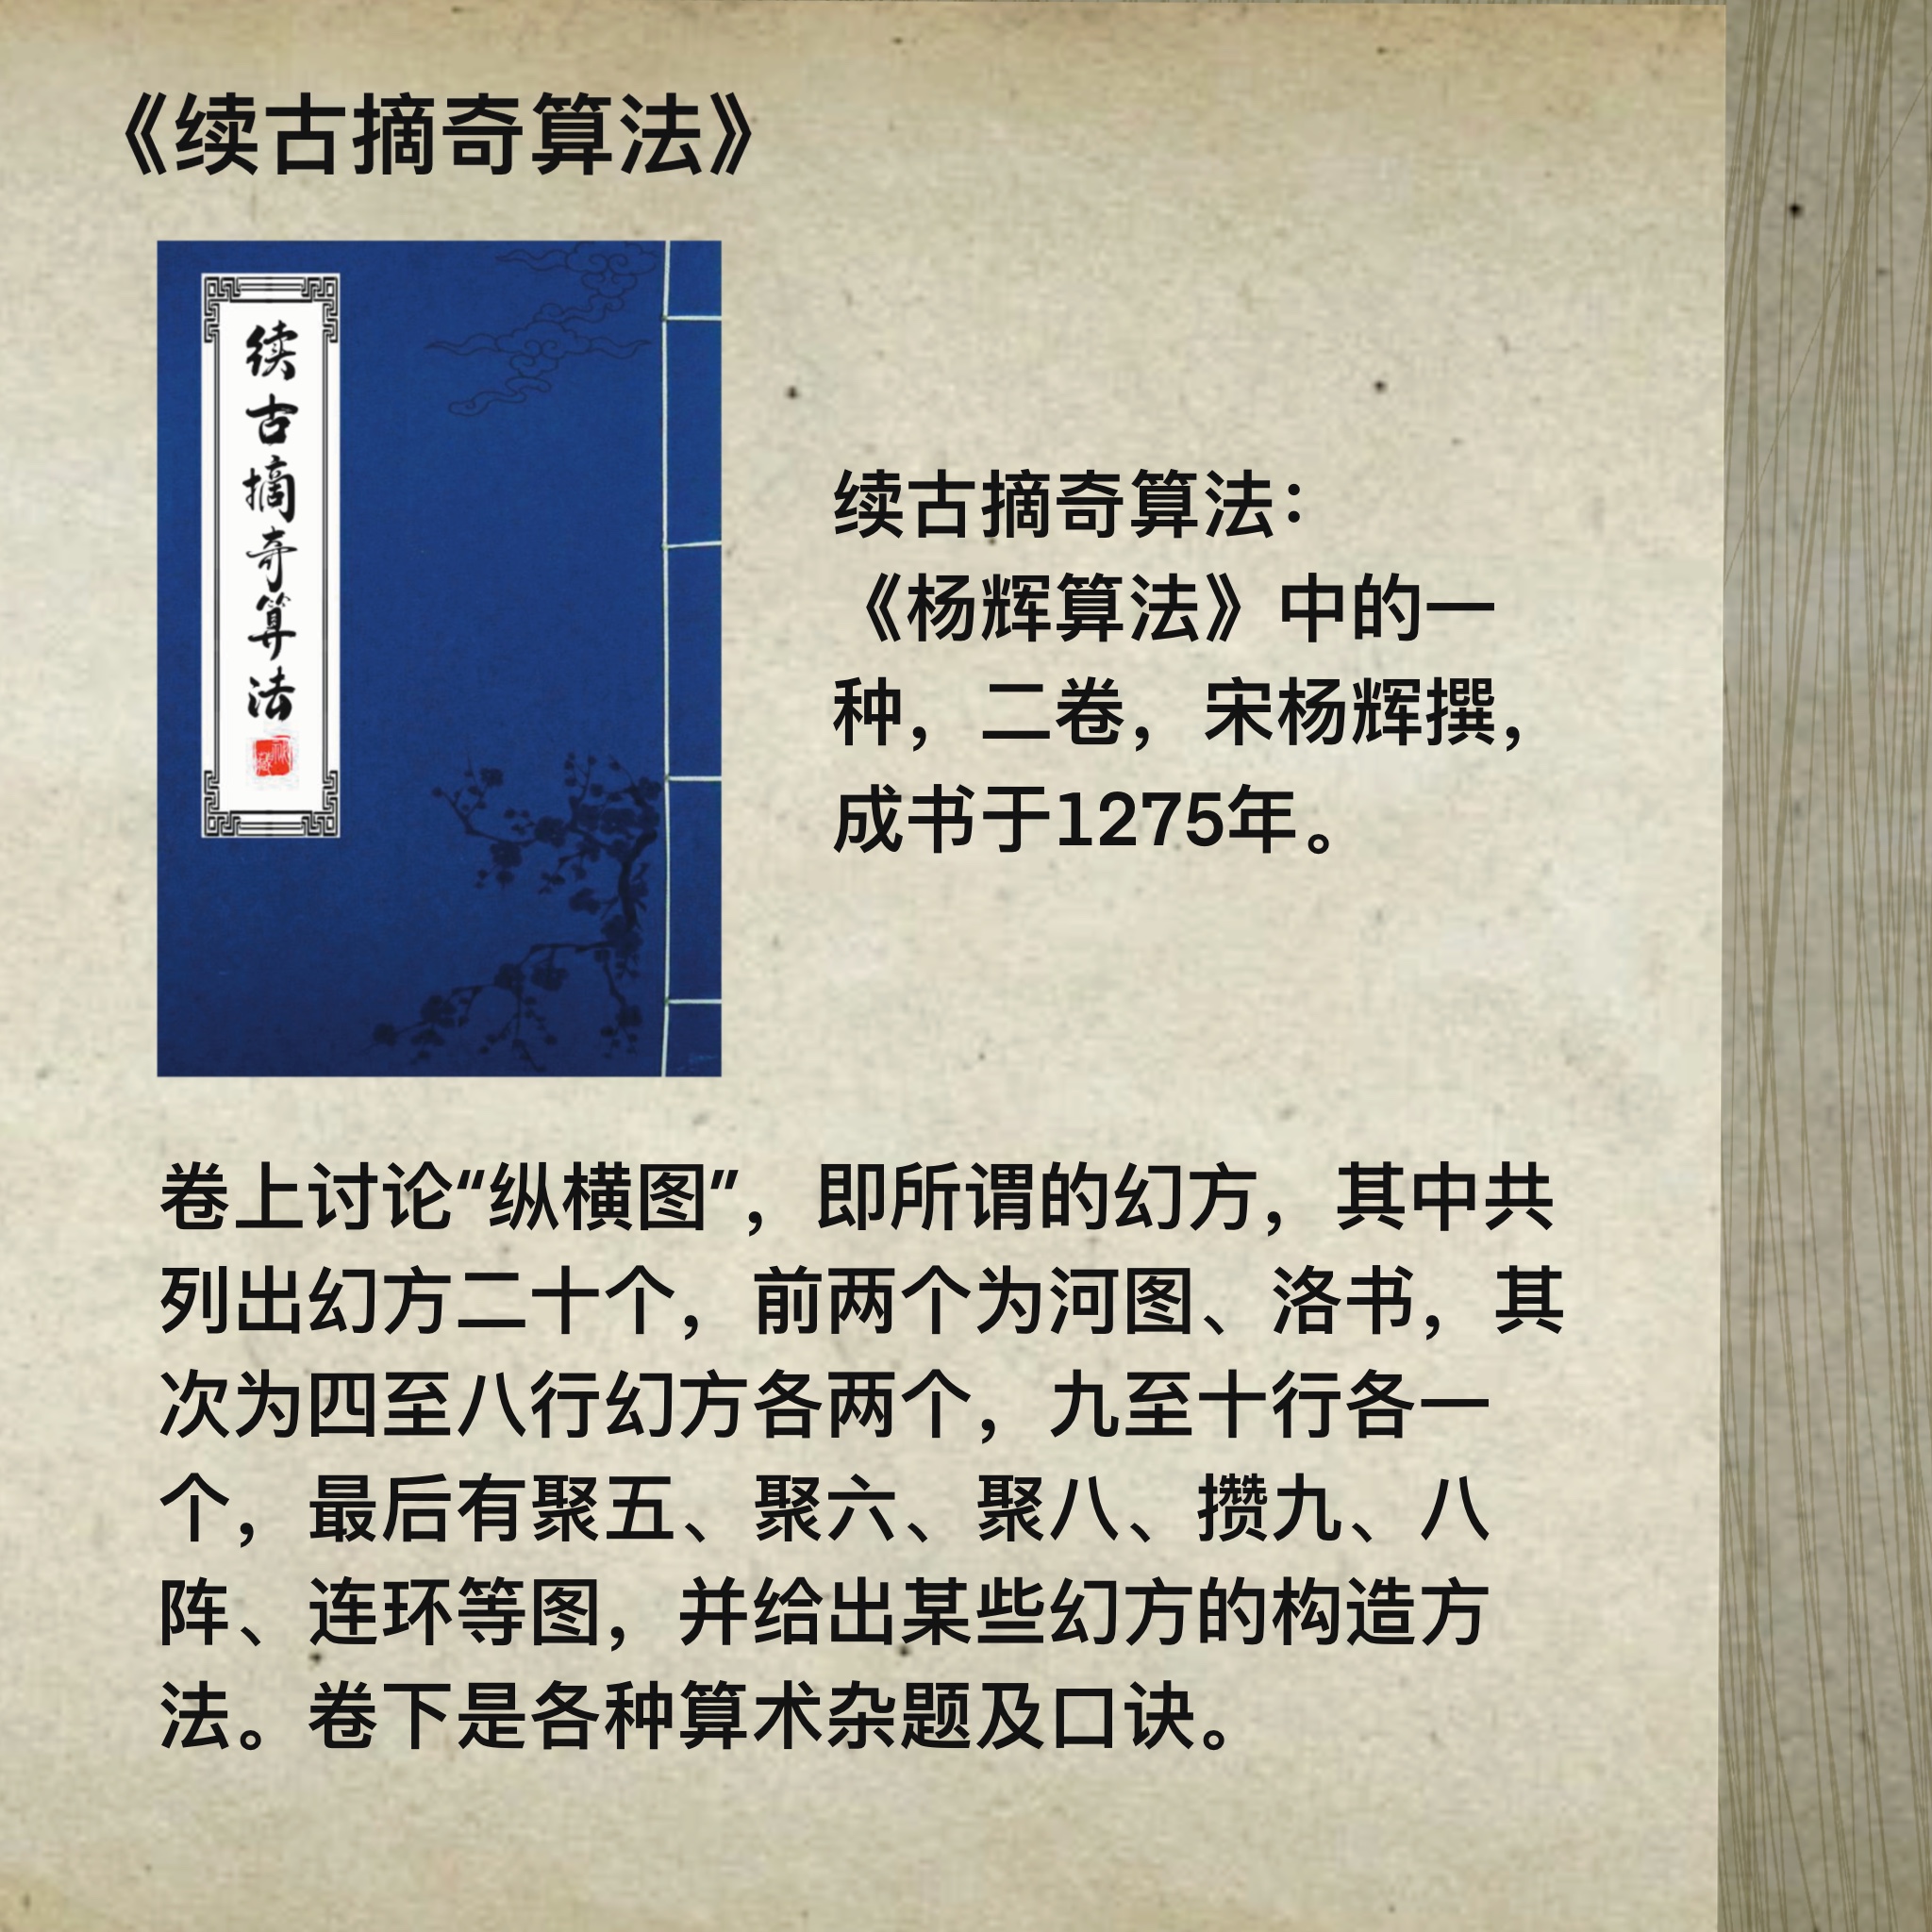 《续古摘奇算法》
续古摘奇算法
续古摘奇算法：
《杨辉算法》中的一
种，二卷，宋杨辉撰，
成书于1275年。
卷上讨论“纵横图”，即所谓的幻方，其中共
列出幻方二十个，前两个为河图、洛书，其
次为四至八行幻方各两个，九至十行各一
个，最后有聚五、聚六、聚八、攒九、八
阵、连环等图，并给出某些幻方的构造方
法。卷下是各种算术杂题及口诀。